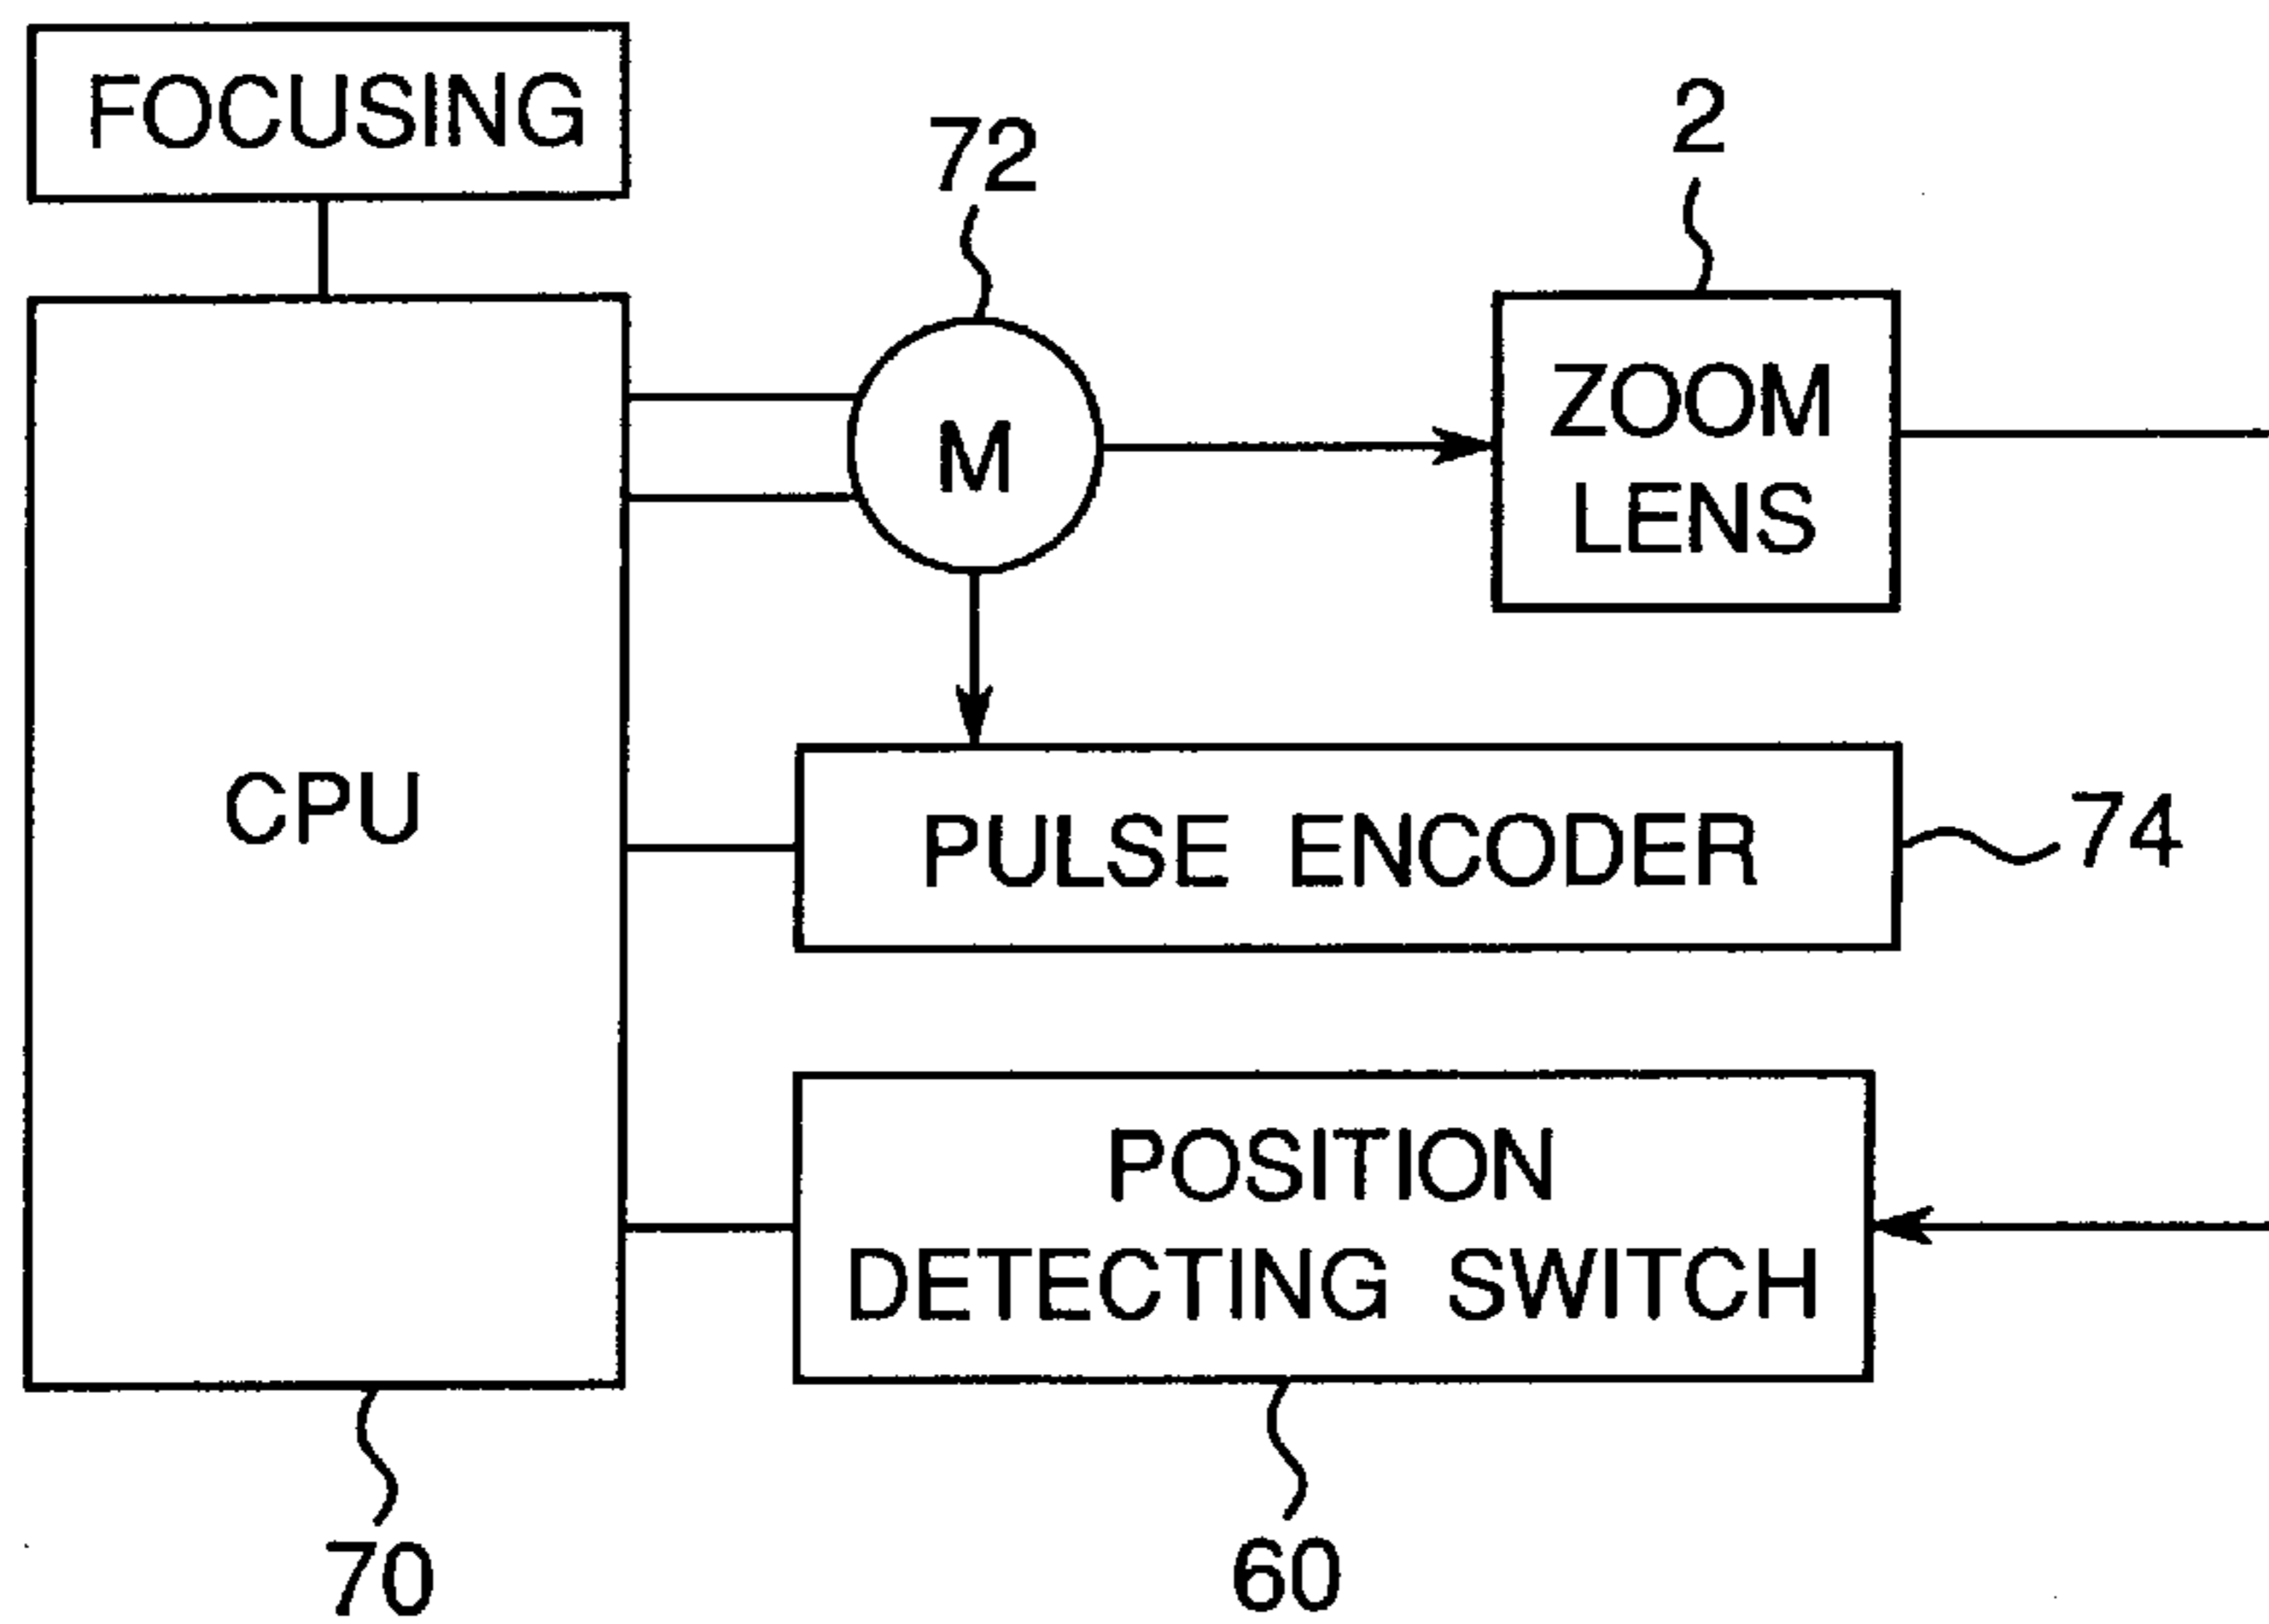 FOCUSING
72
2
M
ZOOM
LENS
CPU
PULSE ENCODER
74
POSITION
DETECTING SWITCH
70
60